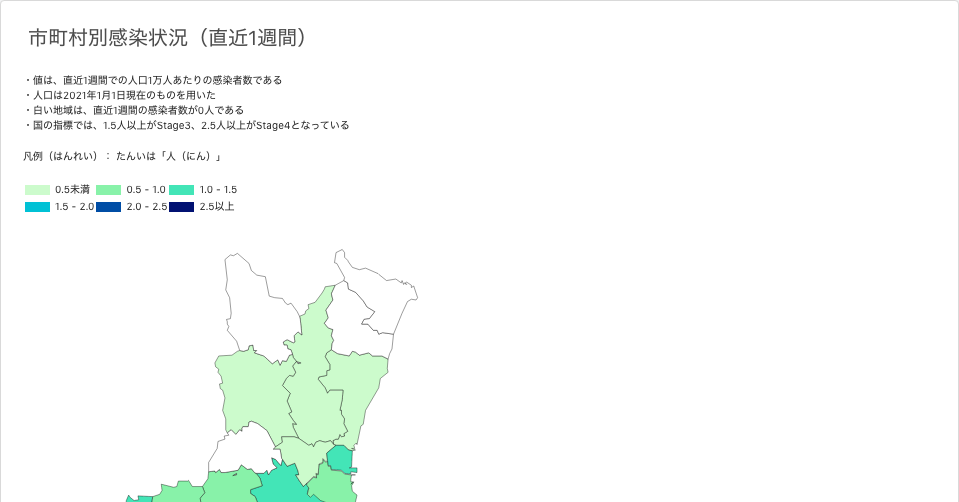 市町村別感染状況（直近1週間）
・値は、直近1週間での人口1万人あたりの感染者数である
・人口は2021年1月1日現在のものを用いた
・白い地域は、直近1週間の感染者数が0人である
・国の指標では、1.5人以上がStage3、2.5人以上がStage4となっている
凡例（はんれい）： たんいは「人（にん）」
0.5未満 0.5 - 1.0 1.0 - 1.5
1.5 - 2.0 2.0 - 2.5 2.5以上